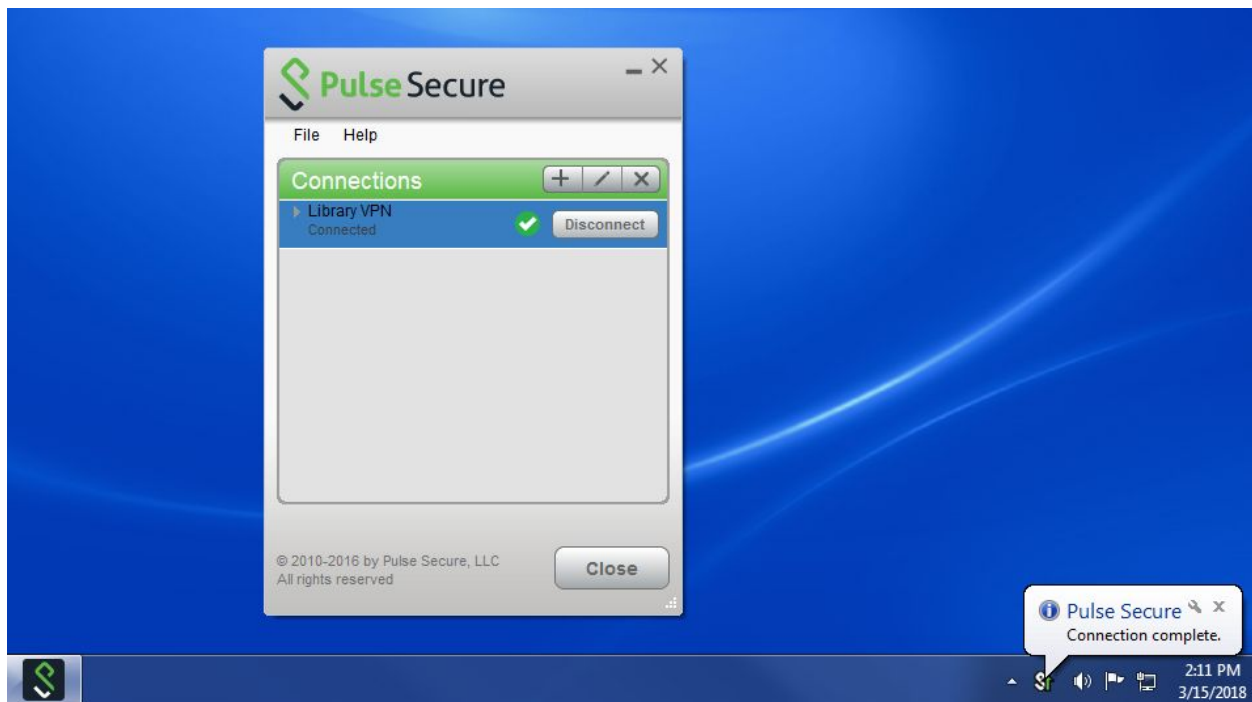 Pulse Secure
File Help
Connections
Library VPN
Connected
Disconnect
© 2010-2016 by Pulse Secure, LLC
All rights reserved
Close
Pulse Secure
Connection complete.
2:11 PM
3/15/2018